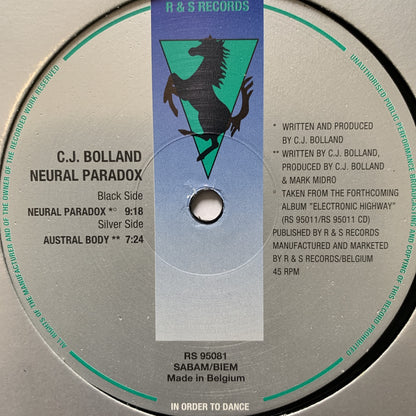 R & S RECORDS
C.J. BOLLAND
NEURAL PARADOX
Black Side
NEURAL PARADOX *° 9:18
Silver Side
AUSTRAL BODY ** 7:24
* WRITTEN AND PRODUCED
BY C.J. BOLLAND
** WRITTEN BY C.J. BOLLAND,
PRODUCED BY C.J. BOLLAND
& MARK MIDRO
° TAKEN FROM THE FORTHCOMING
ALBUM "ELECTRONIC HIGHWAY"
(RS 95011/RS 95011 CD)
PUBLISHED BY R & S RECORDS
MANUFACTURED AND MARKETED
BY R & S RECORDS/BELGIUM
45 RPM
RS 95081
SABAM/BIEM
Made in Belgium
IN ORDER TO DANCE
ALL RIGHTS OF THE MANUFACTURER AND OF THE OWNER OF THE RECORDED WORK RESERVED
UNAUTHORISED PUBLIC PERFORMANCE BROADCASTING AND COPYING OF THIS RECORD PROHIBITED